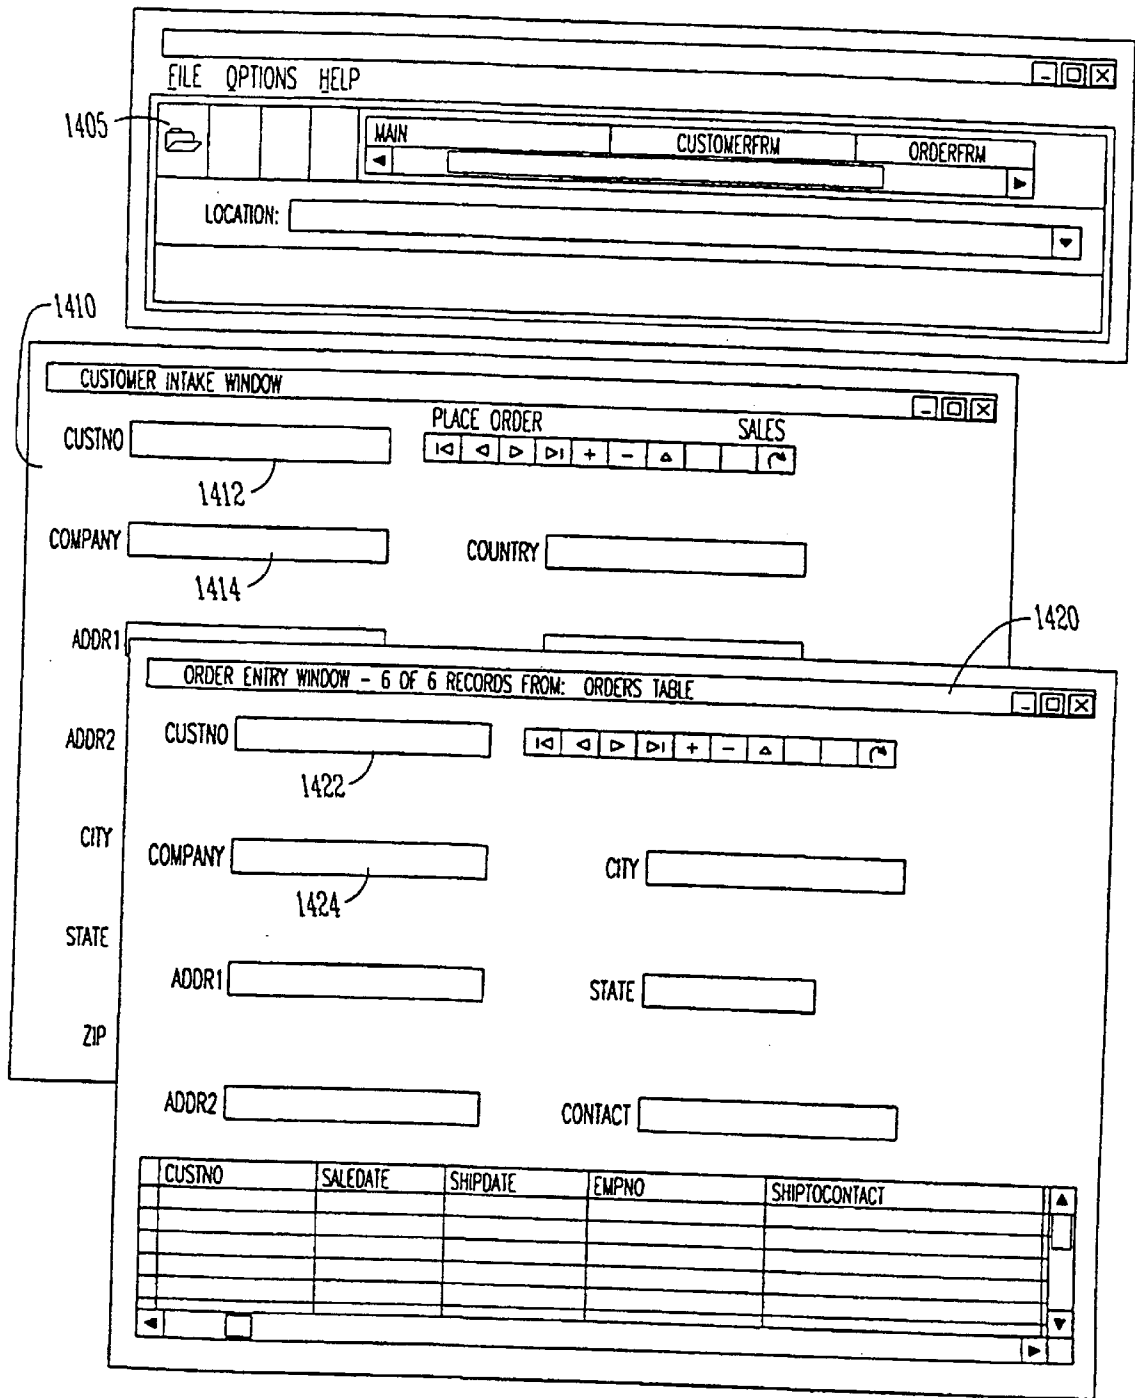 FILE OPTIONS HELP
1405
MAIN CUSTOMERFRM ORDERFRM
LOCATION:
1410
CUSTOMER INTAKE WINDOW
PLACE ORDER SALES
CUSTNO
1412
COMPANY COUNTRY
1414
ADDR1
1420
ORDER ENTRY WINDOW - 6 OF 6 RECORDS FROM: ORDERS TABLE
ADDR2 CUSTNO
1422
CITY COMPANY CITY
1424
STATE
ADDR1 STATE
ZIP
ADDR2 CONTACT
CUSTNO SALEDATE SHIPDATE EMPNO SHIPTOCONTACT